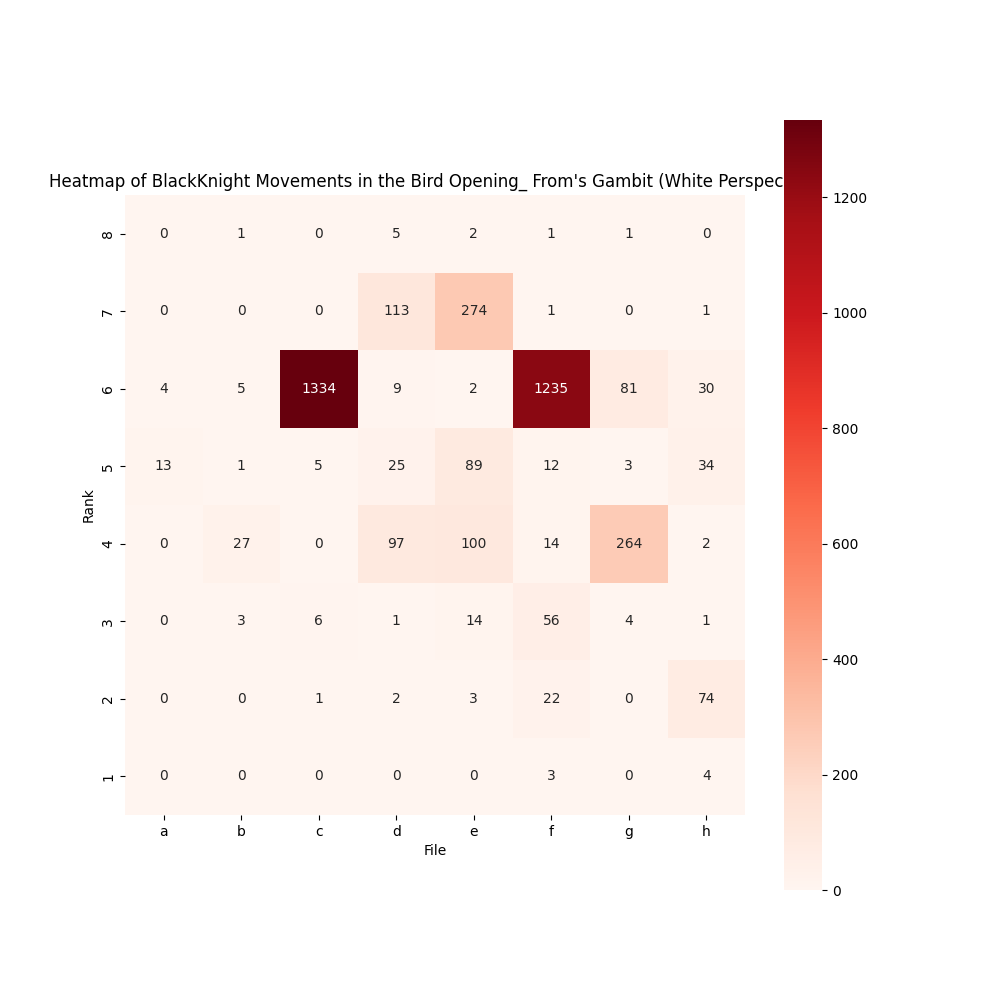 Heatmap of BlackKnight Movements in the Bird Opening_ From's Gambit (White Perspec
8 0 1 0 5 2 1 1 0
7 0 0 0 113 274 1 0 1
6 4 5 1334 9 2 1235 81 30
5 13 1 5 25 89 12 3 34
4 0 27 0 97 100 14 264 2
3 0 3 6 1 14 56 4 1
2 0 0 1 2 3 22 0 74
1 0 0 0 0 0 3 0 4
Rank
a b c d e f g h
File
1200
1000
800
600
400
200
0